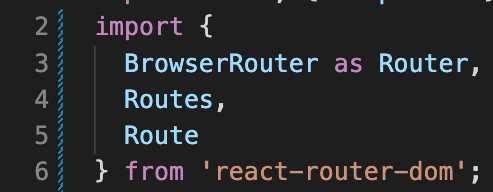 2 import {
3 BrowserRouter as Router,
4 Routes,
5 Route
6 } from 'react-router-dom';